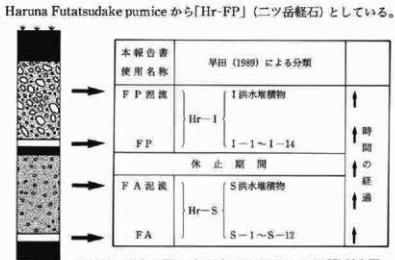 Haruna Futatsudake pumice から「Hr-FP」（二ツ岳軽石）としている。
本報告書
使用名称
早田（1989）による分類
FP泥流
I洪水堆積物
Hr－I
FP
I－1～I－14
休止期間
FA泥流
S洪水堆積物
Hr－S
FA
S－1～S－12
時間の経過